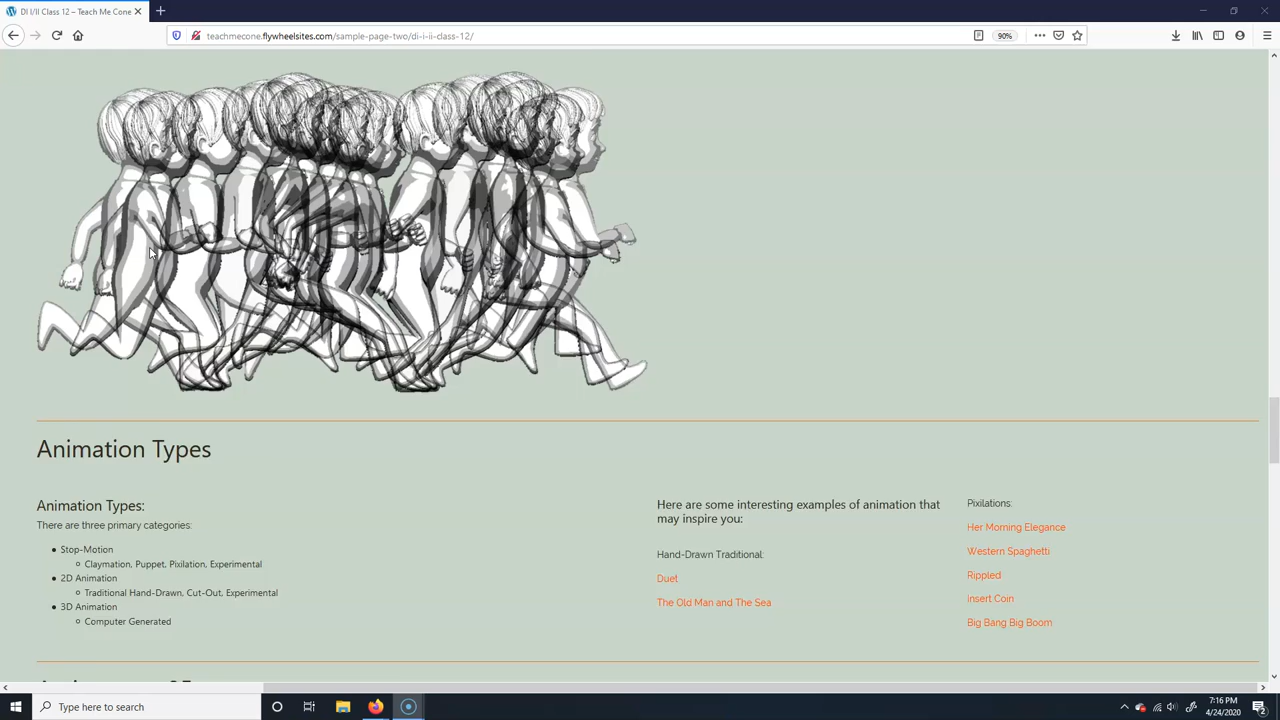 DI I/II Class 12 – Teach Me Cone
teachmecone.flywheelsites.com/sample-page-two/di-i-ii-class-12/
90%
Animation Types
Animation Types:
There are three primary categories:
Stop-Motion
Claymation, Puppet, Pixilation, Experimental
2D Animation
Traditional Hand-Drawn, Cut-Out, Experimental
3D Animation
Computer Generated
Here are some interesting examples of animation that
may inspire you:
Hand-Drawn Traditional:
Duet
The Old Man and The Sea
Pixilations:
Her Morning Elegance
Western Spaghetti
Rippled
Insert Coin
Big Bang Big Boom
Type here to search
7:16 PM
4/24/2020
2